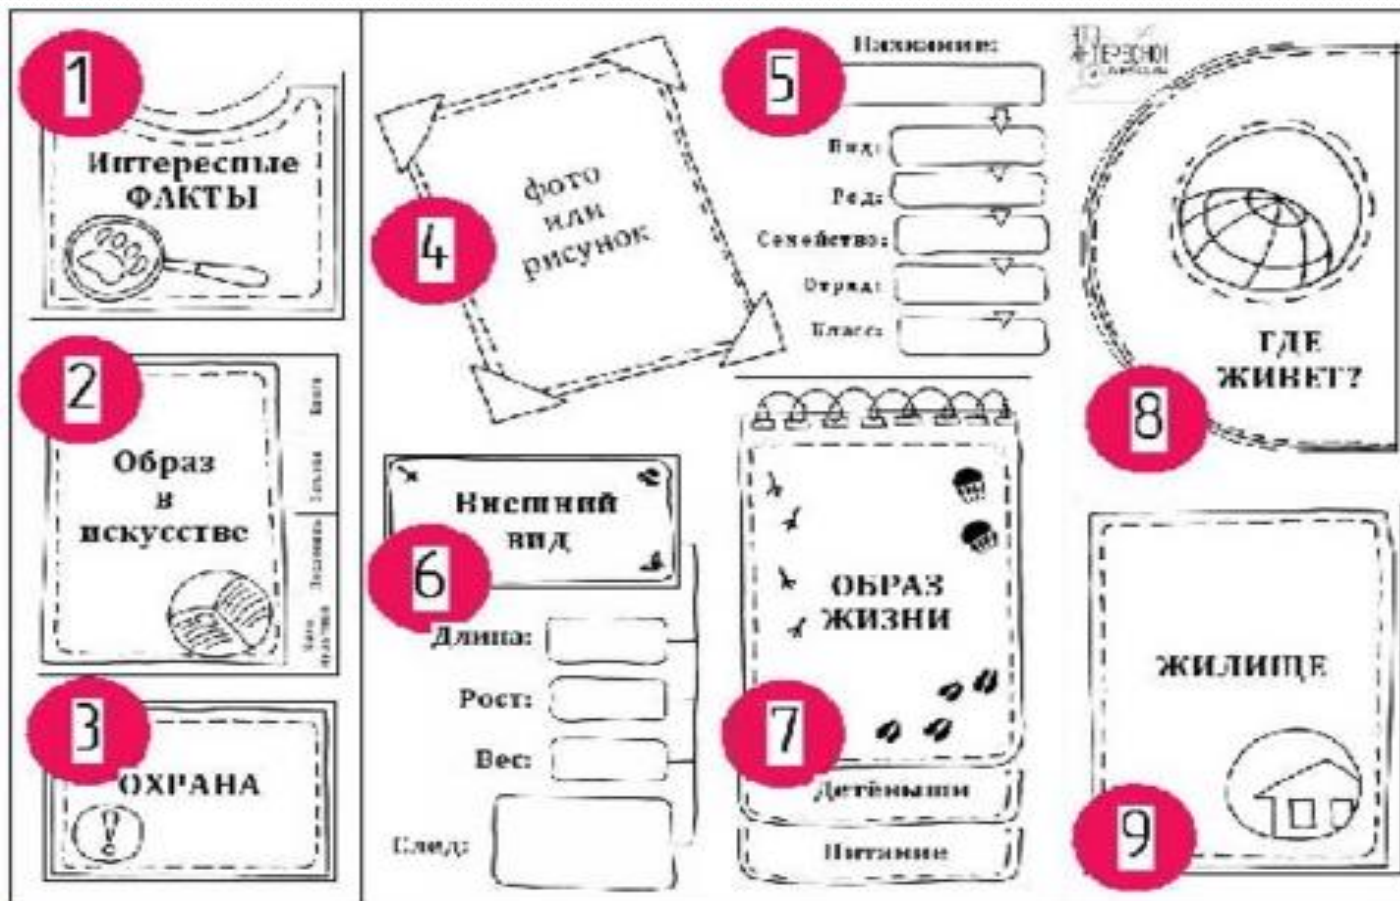 1
Интересные
ФАКТЫ
2
Образ
в
искусстве
3
ОХРАНА
4
фото
или
рисунок
5
Название:
Вид:
Род:
Семейство:
Отряд:
Класс:
6
Внешний
вид
Длина:
Рост:
Вес:
След:
7
ОБРАЗ
ЖИЗНИ
Детёныши
Питание
8
ГДЕ
ЖИВЕТ?
9
ЖИЛИЩЕ